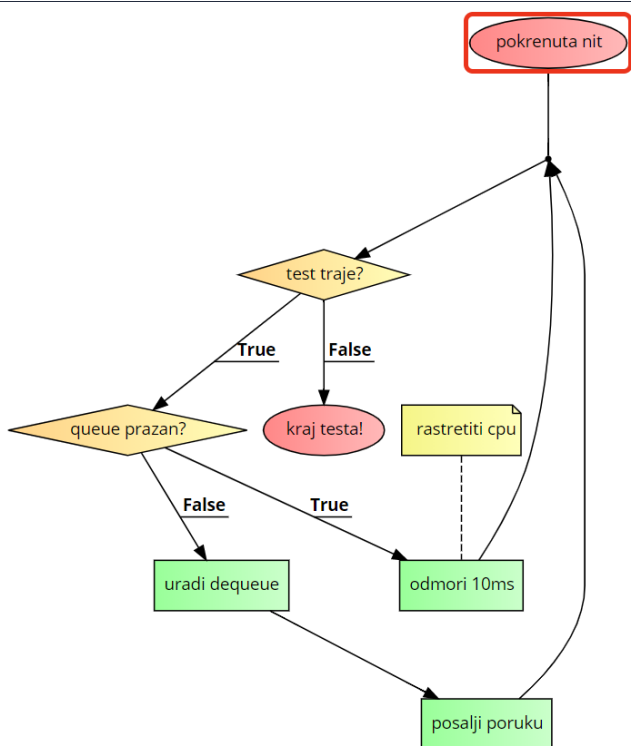 pokrenuta nit
test traje?
True
False
queue prazan?
kraj testa!
rastretiti cpu
False
True
uradi dequeue
odmori 10ms
posalji poruku